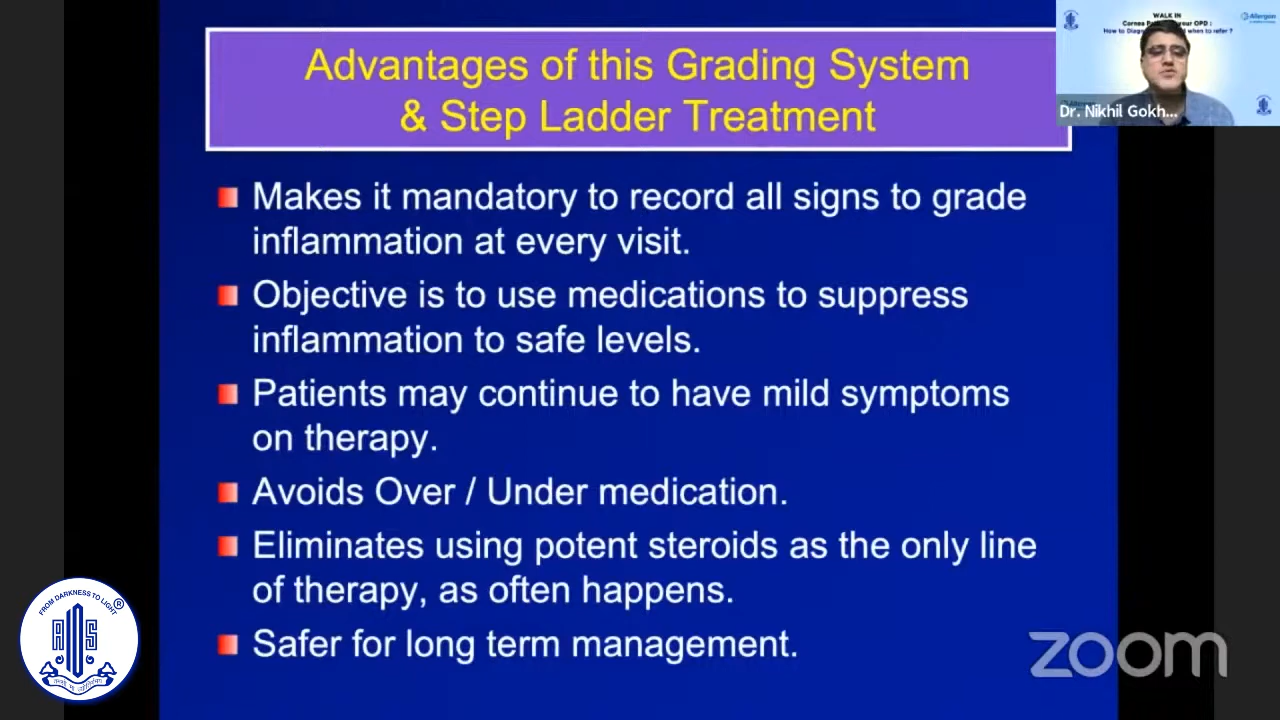 Advantages of this Grading System
& Step Ladder Treatment
Makes it mandatory to record all signs to grade
inflammation at every visit.
Objective is to use medications to suppress
inflammation to safe levels.
Patients may continue to have mild symptoms
on therapy.
Avoids Over / Under medication.
Eliminates using potent steroids as the only line
of therapy, as often happens.
Safer for long term management.
WALK IN
Allergan
Cornea
your OPD :
How to
when to refer ?
Dr. Nikhil Gokh...
FROM DARKNESS TO LIGHT
®
AIOS
zoom